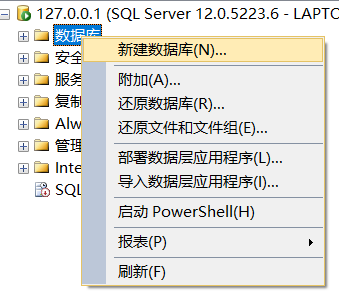 127.0.0.1 (SQL Server 12.0.5223.6 - LAPTO
数据库
新建数据库(N)...
安全
附加(A)...
服务
还原数据库(R)...
复制
还原文件和文件组(E)...
Alw
管理
部署数据层应用程序(L)...
Inte
导入数据层应用程序(I)...
SQL
启动 PowerShell(H)
报表(P)
刷新(F)